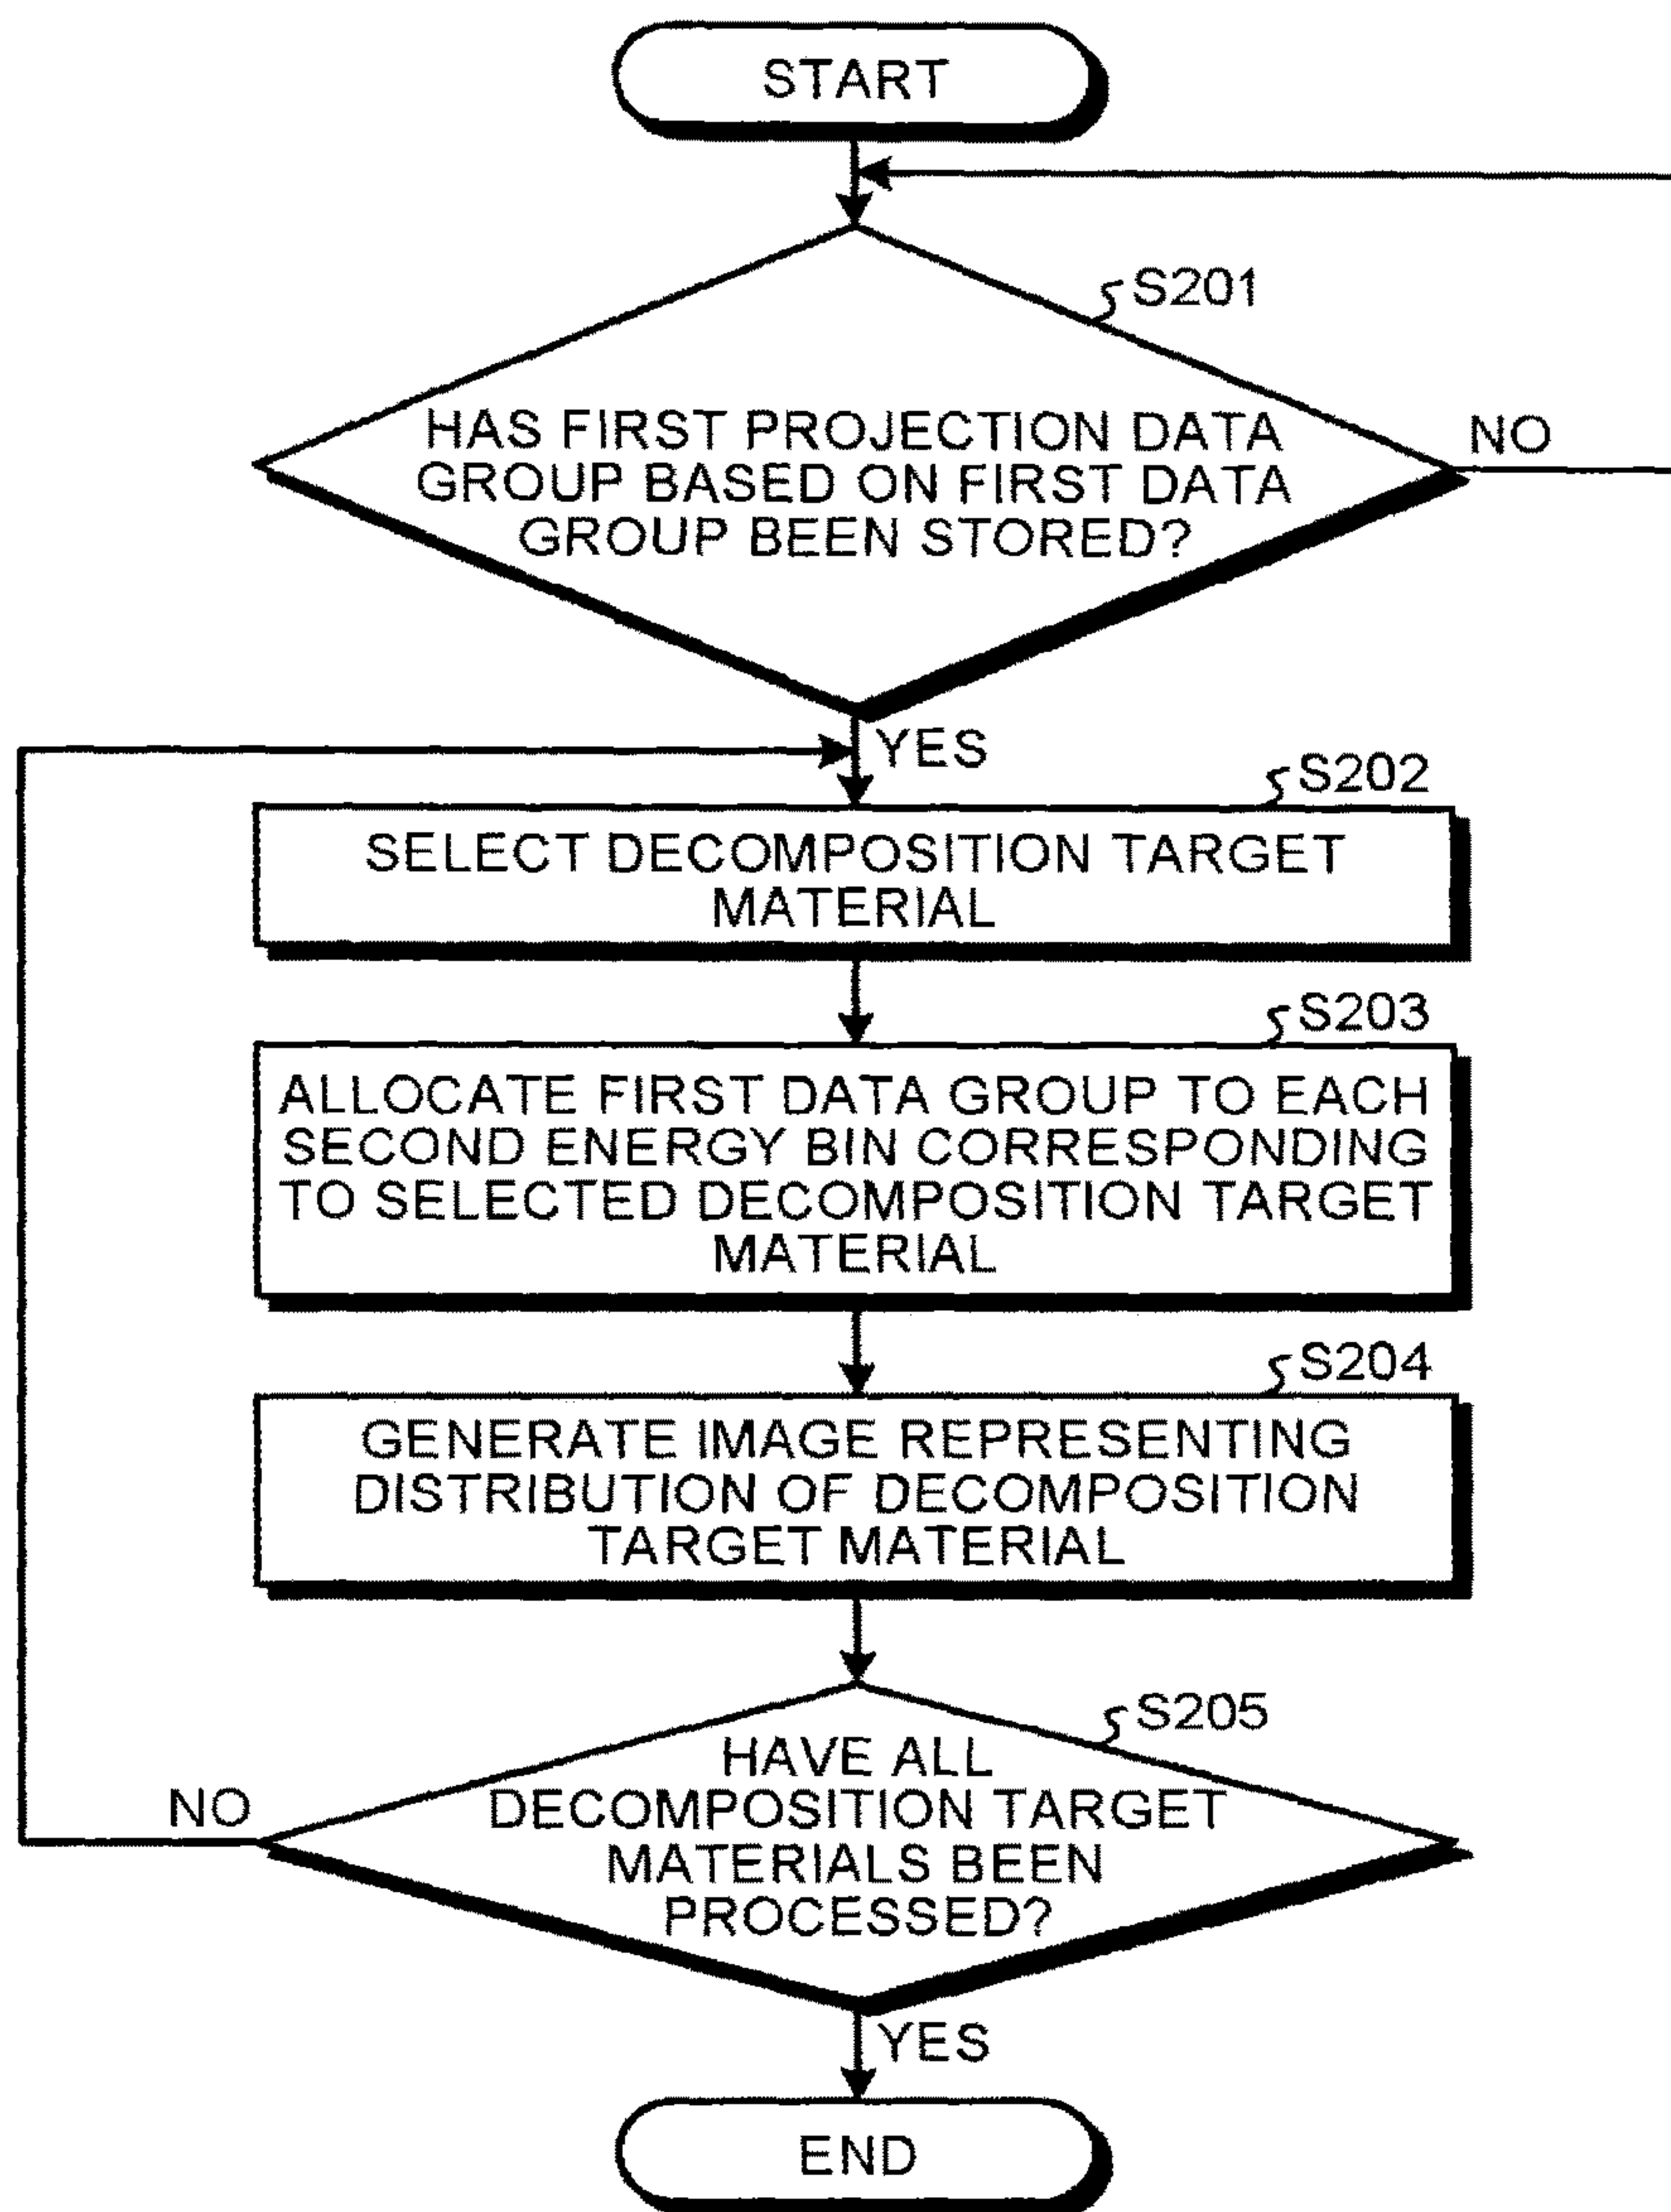 START
S201
HAS FIRST PROJECTION DATA
GROUP BASED ON FIRST DATA
GROUP BEEN STORED?
NO
YES
S202
SELECT DECOMPOSITION TARGET
MATERIAL
S203
ALLOCATE FIRST DATA GROUP TO EACH
SECOND ENERGY BIN CORRESPONDING
TO SELECTED DECOMPOSITION TARGET
MATERIAL
S204
GENERATE IMAGE REPRESENTING
DISTRIBUTION OF DECOMPOSITION
TARGET MATERIAL
S205
HAVE ALL
DECOMPOSITION TARGET
MATERIALS BEEN
PROCESSED?
NO
YES
END